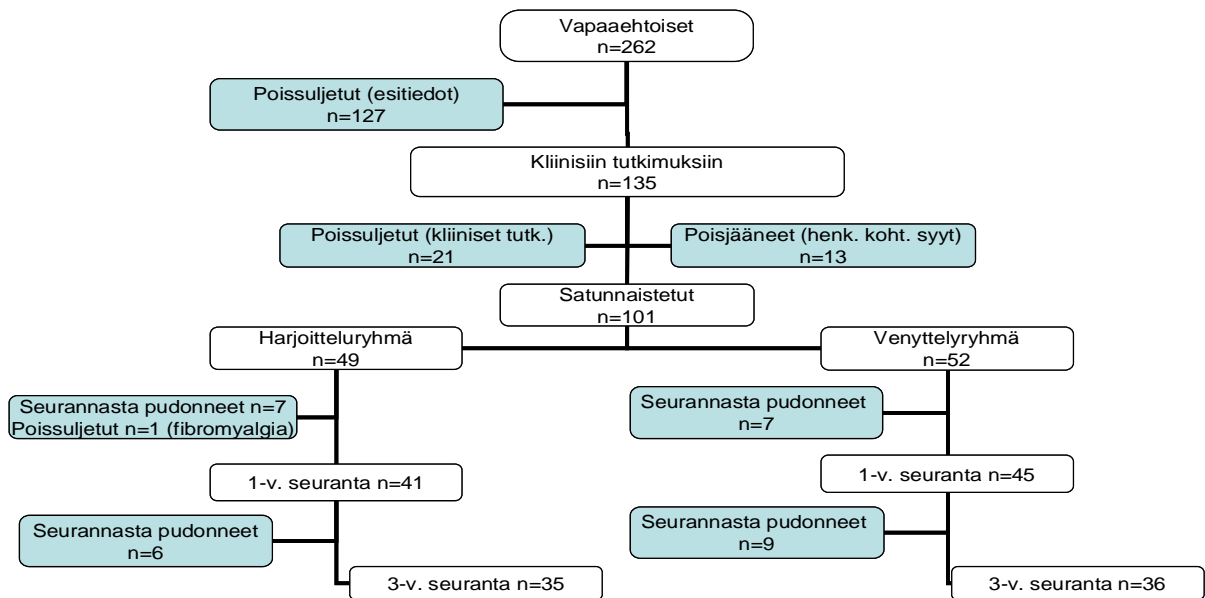 Vapaaehtoiset
n=262
Poissuljetut (esitiedot)
n=127
Kliinisiin tutkimuksiin
n=135
Poissuljetut (kliiniset tutk.)
n=21
Poisjääneet (henk. koht. syyt)
n=13
Satunnaistetut
n=101
Harjoitteluryhmä
n=49
Venyttelyryhmä
n=52
Seurannasta pudonneet n=7
Poissuljetut n=1 (fibromyalgia)
Seurannasta pudonneet
n=7
1-v. seuranta n=41
1-v. seuranta n=45
Seurannasta pudonneet
n=6
Seurannasta pudonneet
n=9
3-v. seuranta n=35
3-v. seuranta n=36